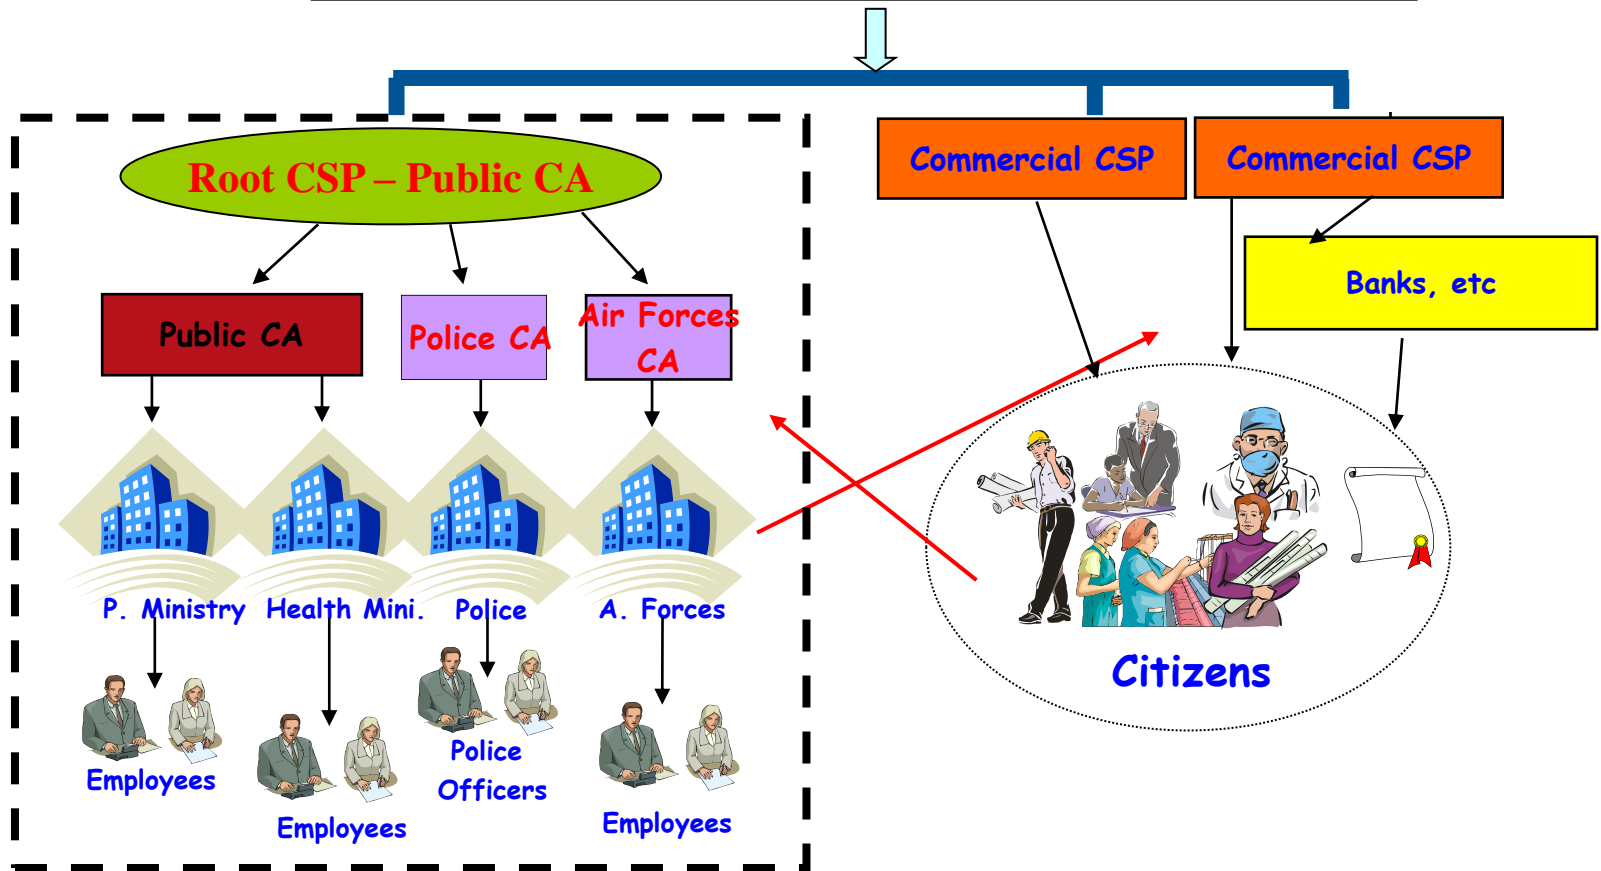 Root CSP – Public CA
Commercial CSP
Commercial CSP
Banks, etc
Public CA
Police CA
Air Forces
CA
P. Ministry
Health Mini.
Police
A. Forces
Citizens
Employees
Employees
Police
Officers
Employees